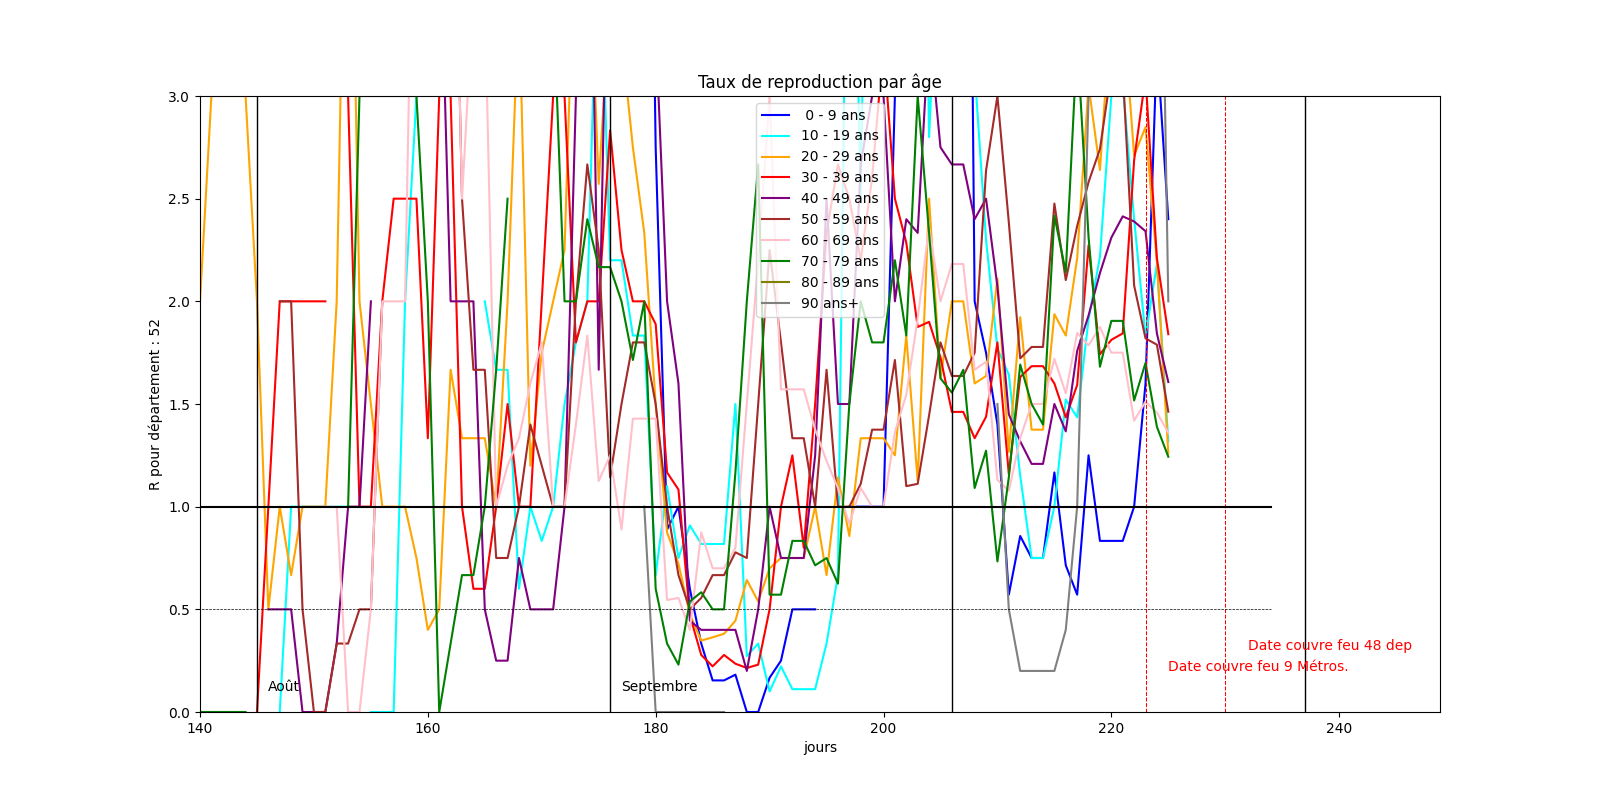 Taux de reproduction par âge
R pour département : 52
3.0
2.5
2.0
1.5
1.0
0.5
0.0
0 - 9 ans
10 - 19 ans
20 - 29 ans
30 - 39 ans
40 - 49 ans
50 - 59 ans
60 - 69 ans
70 - 79 ans
80 - 89 ans
90 ans+
Date couvre feu 48 dep
Date couvre feu 9 Métros.
Août
Septembre
140
160
180
200
220
240
jours